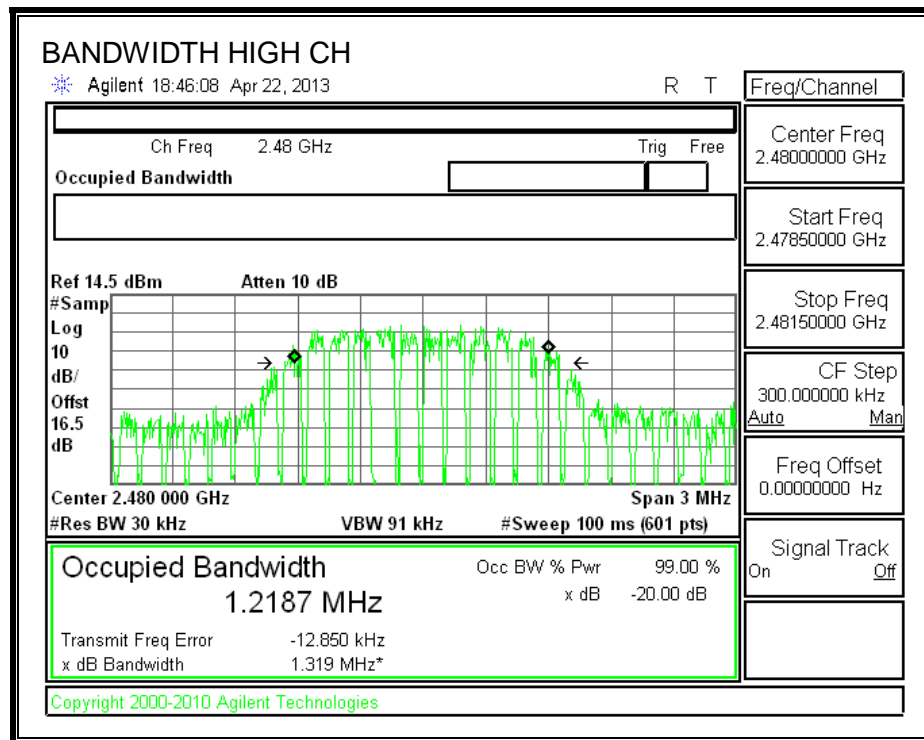 BANDWIDTH HIGH CH
Agilent 18:46:08 Apr 22, 2013 R T
Freq/Channel
Ch Freq 2.48 GHz Trig Free
Occupied Bandwidth
Center Freq
2.48000000 GHz
Start Freq
2.47850000 GHz
Stop Freq
2.48150000 GHz
CF Step
300.000000 kHz
Auto Man
Freq Offset
0.00000000 Hz
Signal Track
On Off
Ref 14.5 dBm Atten 10 dB
#Samp
Log
10
dB/
Offst
16.5
dB
Center 2.480 000 GHz Span 3 MHz
#Res BW 30 kHz VBW 91 kHz #Sweep 100 ms (601 pts)
Occupied Bandwidth Occ BW % Pwr 99.00 %
1.2187 MHz x dB -20.00 dB
Transmit Freq Error -12.850 kHz
x dB Bandwidth 1.319 MHz*
Copyright 2000-2010 Agilent Technologies